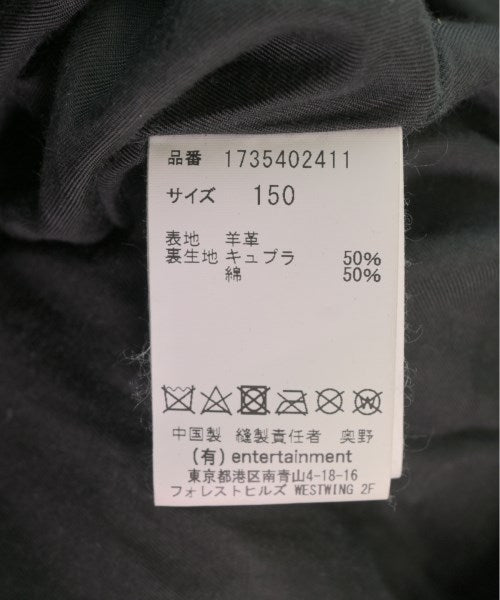 品番 1735402411
サイズ 150
表地 羊革
裏生地 キュプラ 50%
綿 50%
中国製 縫製責任者 奥野
(有) entertainment
東京都港区南青山4-18-16
フォレストヒルズ WESTWING 2F